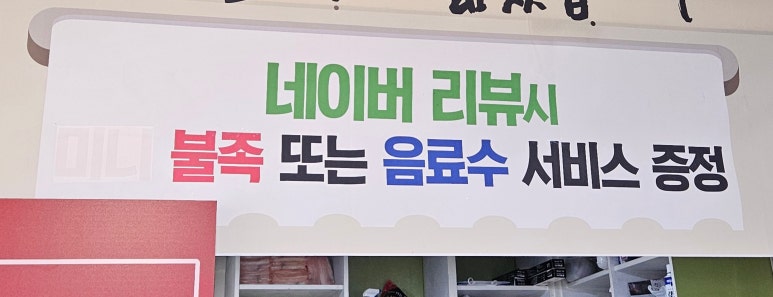 네이버 리뷰시
미니 불족 또는 음료수 서비스 증정